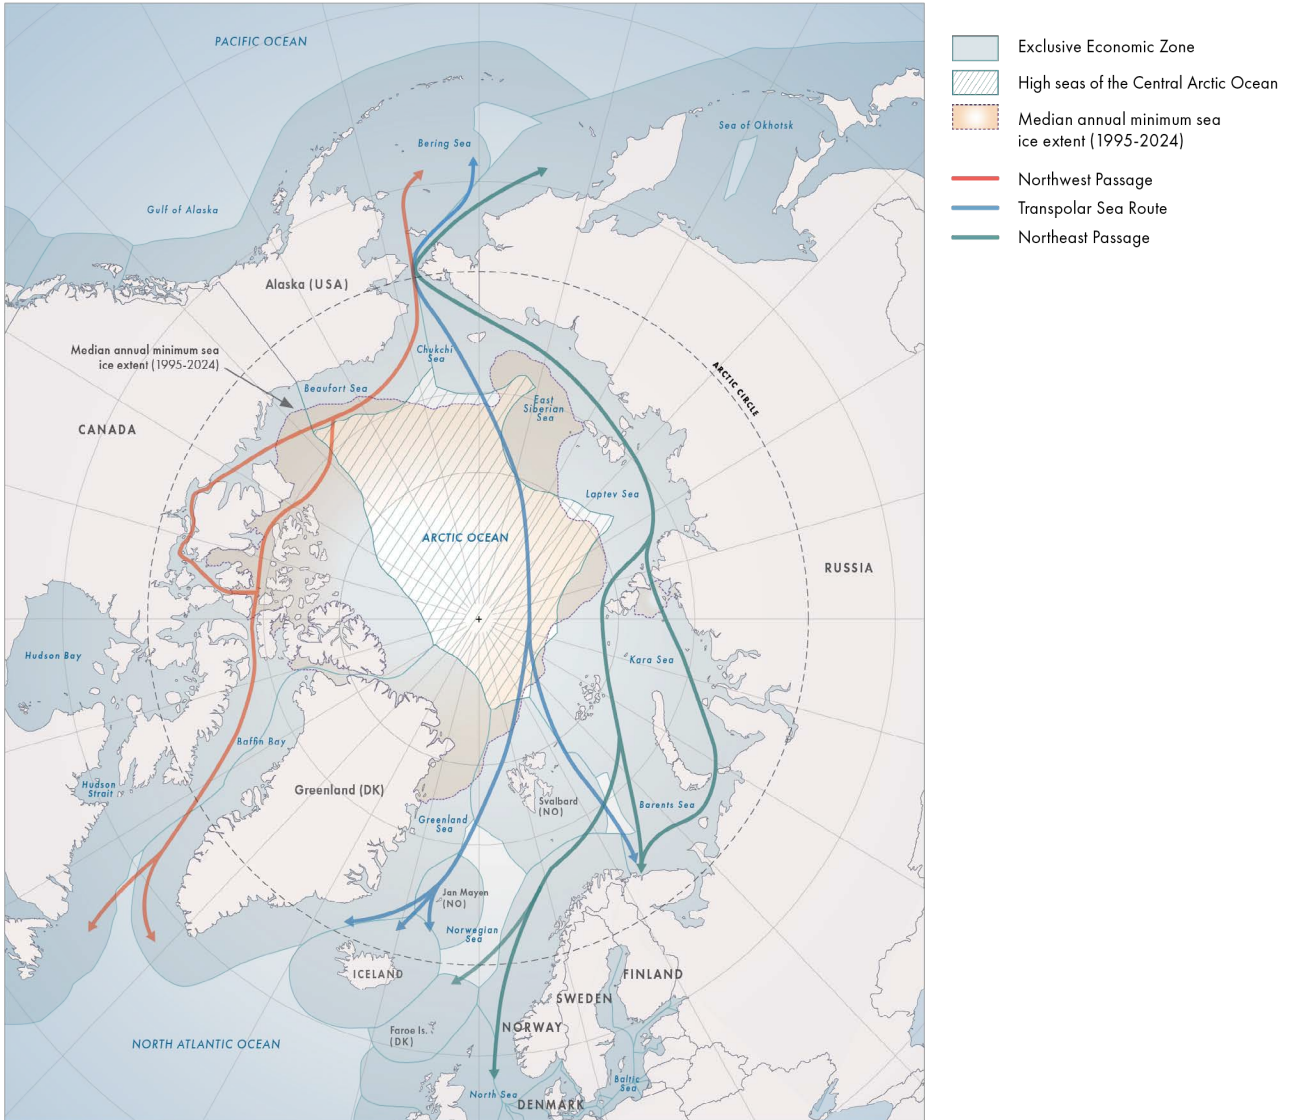 PACIFIC OCEAN
Exclusive Economic Zone
High seas of the Central Arctic Ocean
Median annual minimum sea
ice extent (1995-2024)
Northwest Passage
Transpolar Sea Route
Northeast Passage
Sea of Okhotsk
Bering Sea
Gulf of Alaska
Alaska (USA)
Median annual minimum sea
ice extent (1995-2024)
Chukchi
Sea
Beaufort Sea
ARCTIC CIRCLE
East
Siberian
Sea
CANADA
Laptev Sea
ARCTIC OCEAN
RUSSIA
Hudson Bay
Kara Sea
Baffin Bay
Hudson
Strait
Greenland (DK)
Svalbard
(NO)
Barents Sea
Greenland
Sea
Jan Mayen
(NO)
Norwegian
Sea
ICELAND
FINLAND
SWEDEN
NORWAY
Faroe Is.
(DK)
NORTH ATLANTIC OCEAN
Baltic
Sea
North Sea
DENMARK